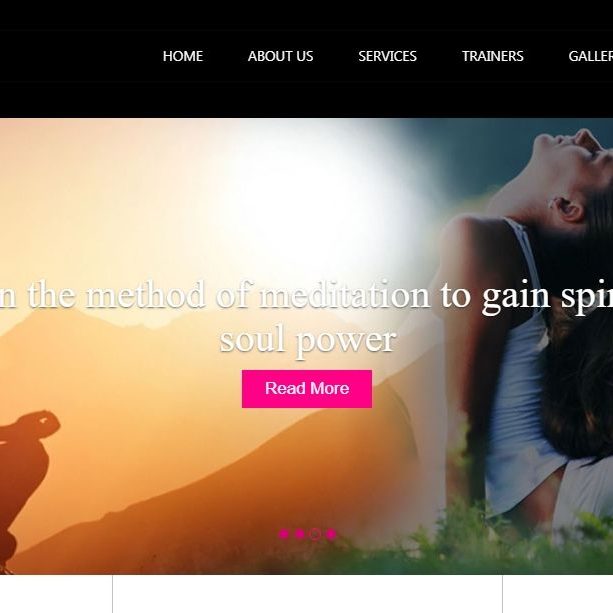 HOME ABOUT US SERVICES TRAINERS GALLER
n the method of meditation to gain spir
soul power
Read More